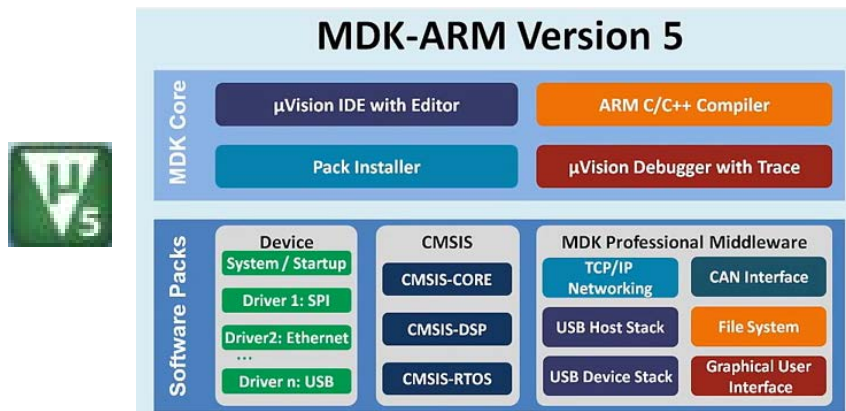 MDK-ARM Version 5
MDK Core
µVision IDE with Editor
ARM C/C++ Compiler
Pack Installer
µVision Debugger with Trace
µ
5
Software Packs
Device
System / Startup
Driver 1: SPI
Driver2: Ethernet
...
Driver n: USB
CMSIS
CMSIS-CORE
CMSIS-DSP
CMSIS-RTOS
MDK Professional Middleware
TCP/IP
Networking
CAN Interface
USB Host Stack
File System
USB Device Stack
Graphical User
Interface